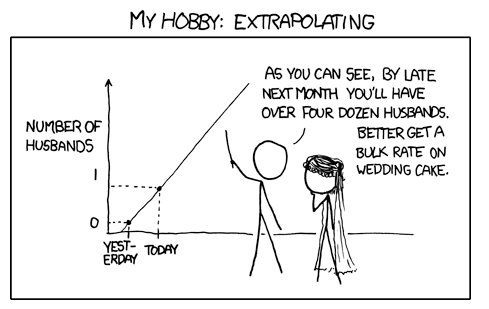 MY HOBBY: EXTRAPOLATING
AS YOU CAN SEE, BY LATE
NEXT MONTH YOU'LL HAVE
OVER FOUR DOZEN HUSBANDS.
BETTER GET A
BULK RATE ON
WEDDING CAKE.
NUMBER OF
HUSBANDS
1
0
YEST-
ERDAY
TODAY